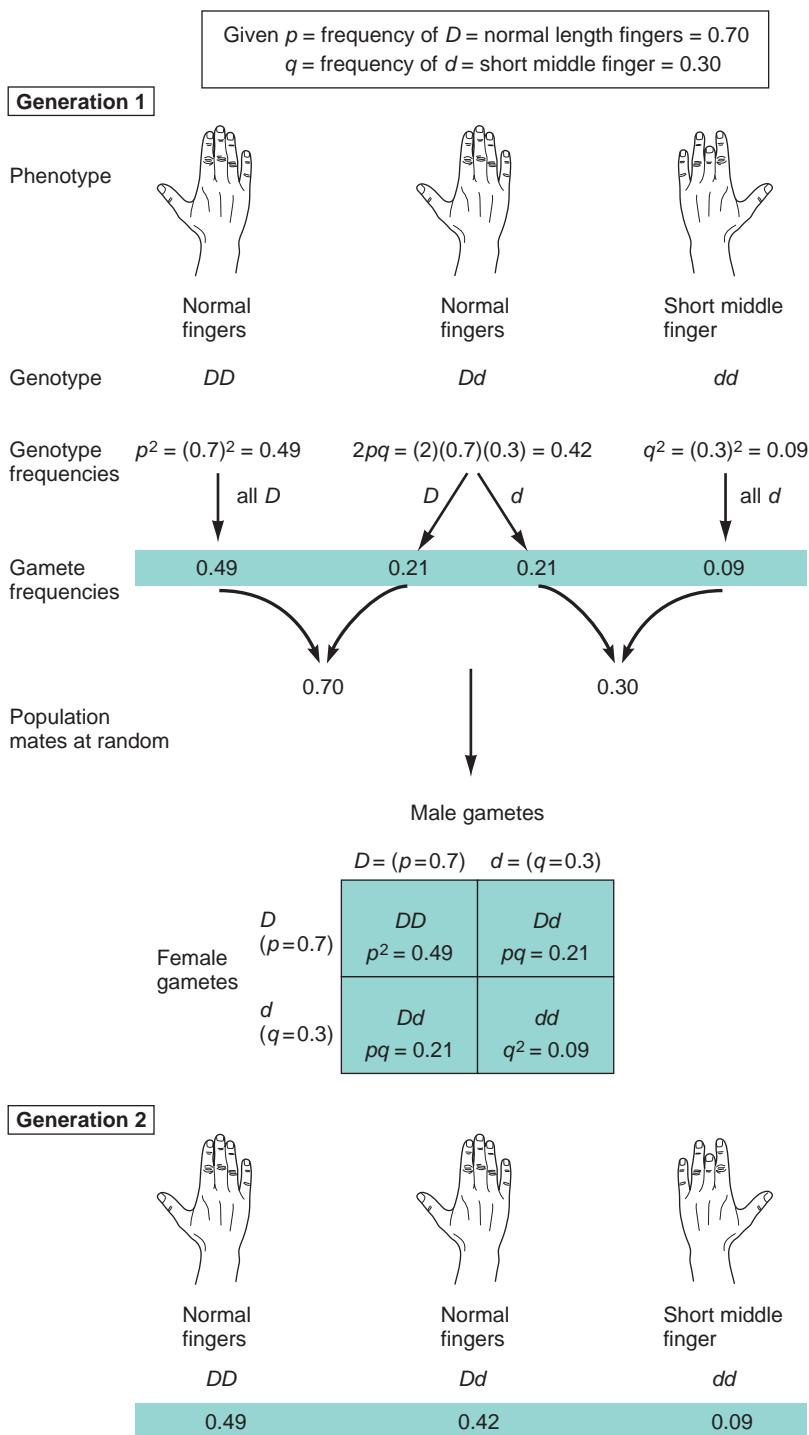 Given p = frequency of D = normal length fingers = 0.70
q = frequency of d = short middle finger = 0.30
Generation 1
Phenotype
Normal fingers
Normal fingers
Short middle finger
Genotype
DD
Dd
dd
Genotype frequencies
p² = (0.7)² = 0.49
2pq = (2)(0.7)(0.3) = 0.42
q² = (0.3)² = 0.09
all D
D
d
all d
Gamete frequencies
0.49
0.21
0.21
0.09
0.70
0.30
Population mates at random
Male gametes
D = (p = 0.7)
d = (q = 0.3)
Female gametes
D (p = 0.7)
DD
p² = 0.49
Dd
pq = 0.21
d (q = 0.3)
Dd
pq = 0.21
dd
q² = 0.09
Generation 2
Normal fingers
Normal fingers
Short middle finger
DD
Dd
dd
0.49
0.42
0.09